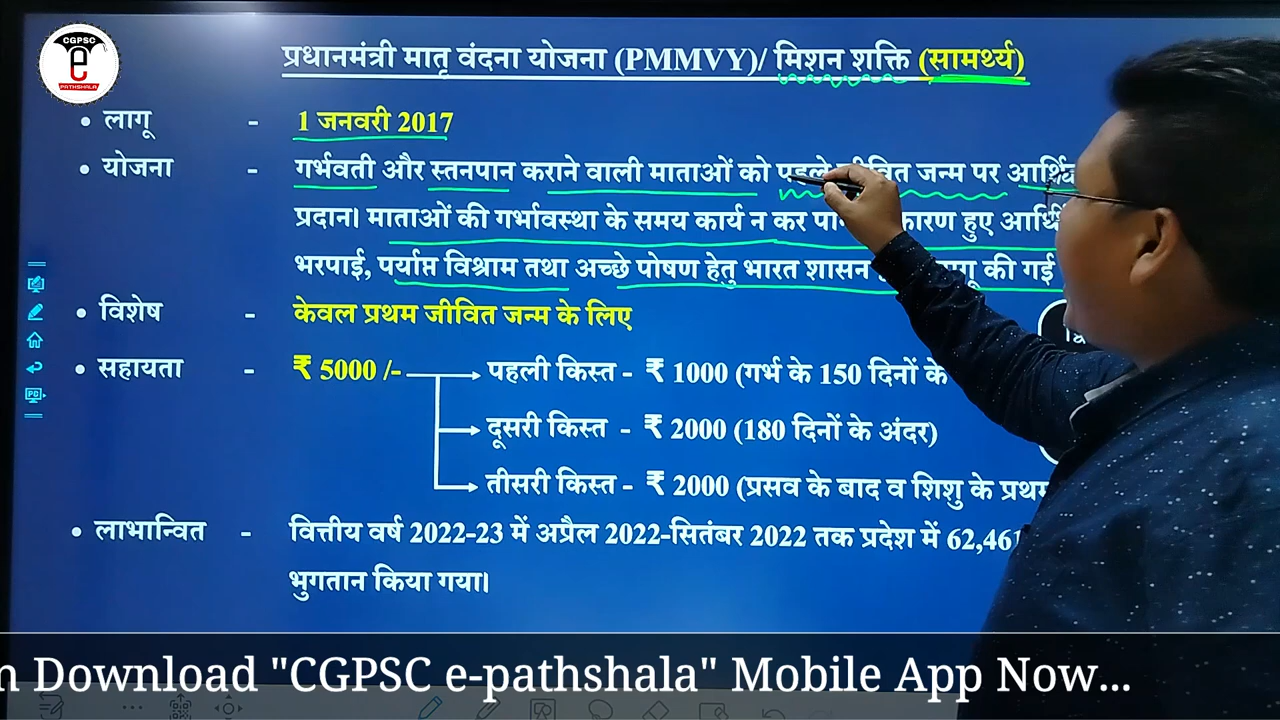 CGPSC
e
PATHSHALA
प्रधानमंत्री मातृ वंदना योजना (PMMVY)/ मिशन शक्ति (सामर्थ्य)
• लागू - 1 जनवरी 2017
• योजना - गर्भवती और स्तनपान कराने वाली माताओं को जन्म पर
प्रदान। माताओं की गर्भावस्था के समय कार्य न कर हुए
भरपाई, पर्याप्त विश्राम तथा अच्छे पोषण हेतु भारत शासन की गई
• विशेष - केवल प्रथम जीवित जन्म के लिए
• सहायता - ₹ 5000 /- पहली किस्त - ₹ 1000 (गर्भ के 150 दिनों के
दूसरी किस्त - ₹ 2000 (180 दिनों के अंदर)
तीसरी किस्त - ₹ 2000 (प्रसव के बाद व शिशु के प्रथम
• लाभान्वित - वित्तीय वर्ष 2022-23 में अप्रैल 2022-सितंबर 2022 तक प्रदेश में
भुगतान किया गया।
Download "CGPSC e-pathshala" Mobile App Now...